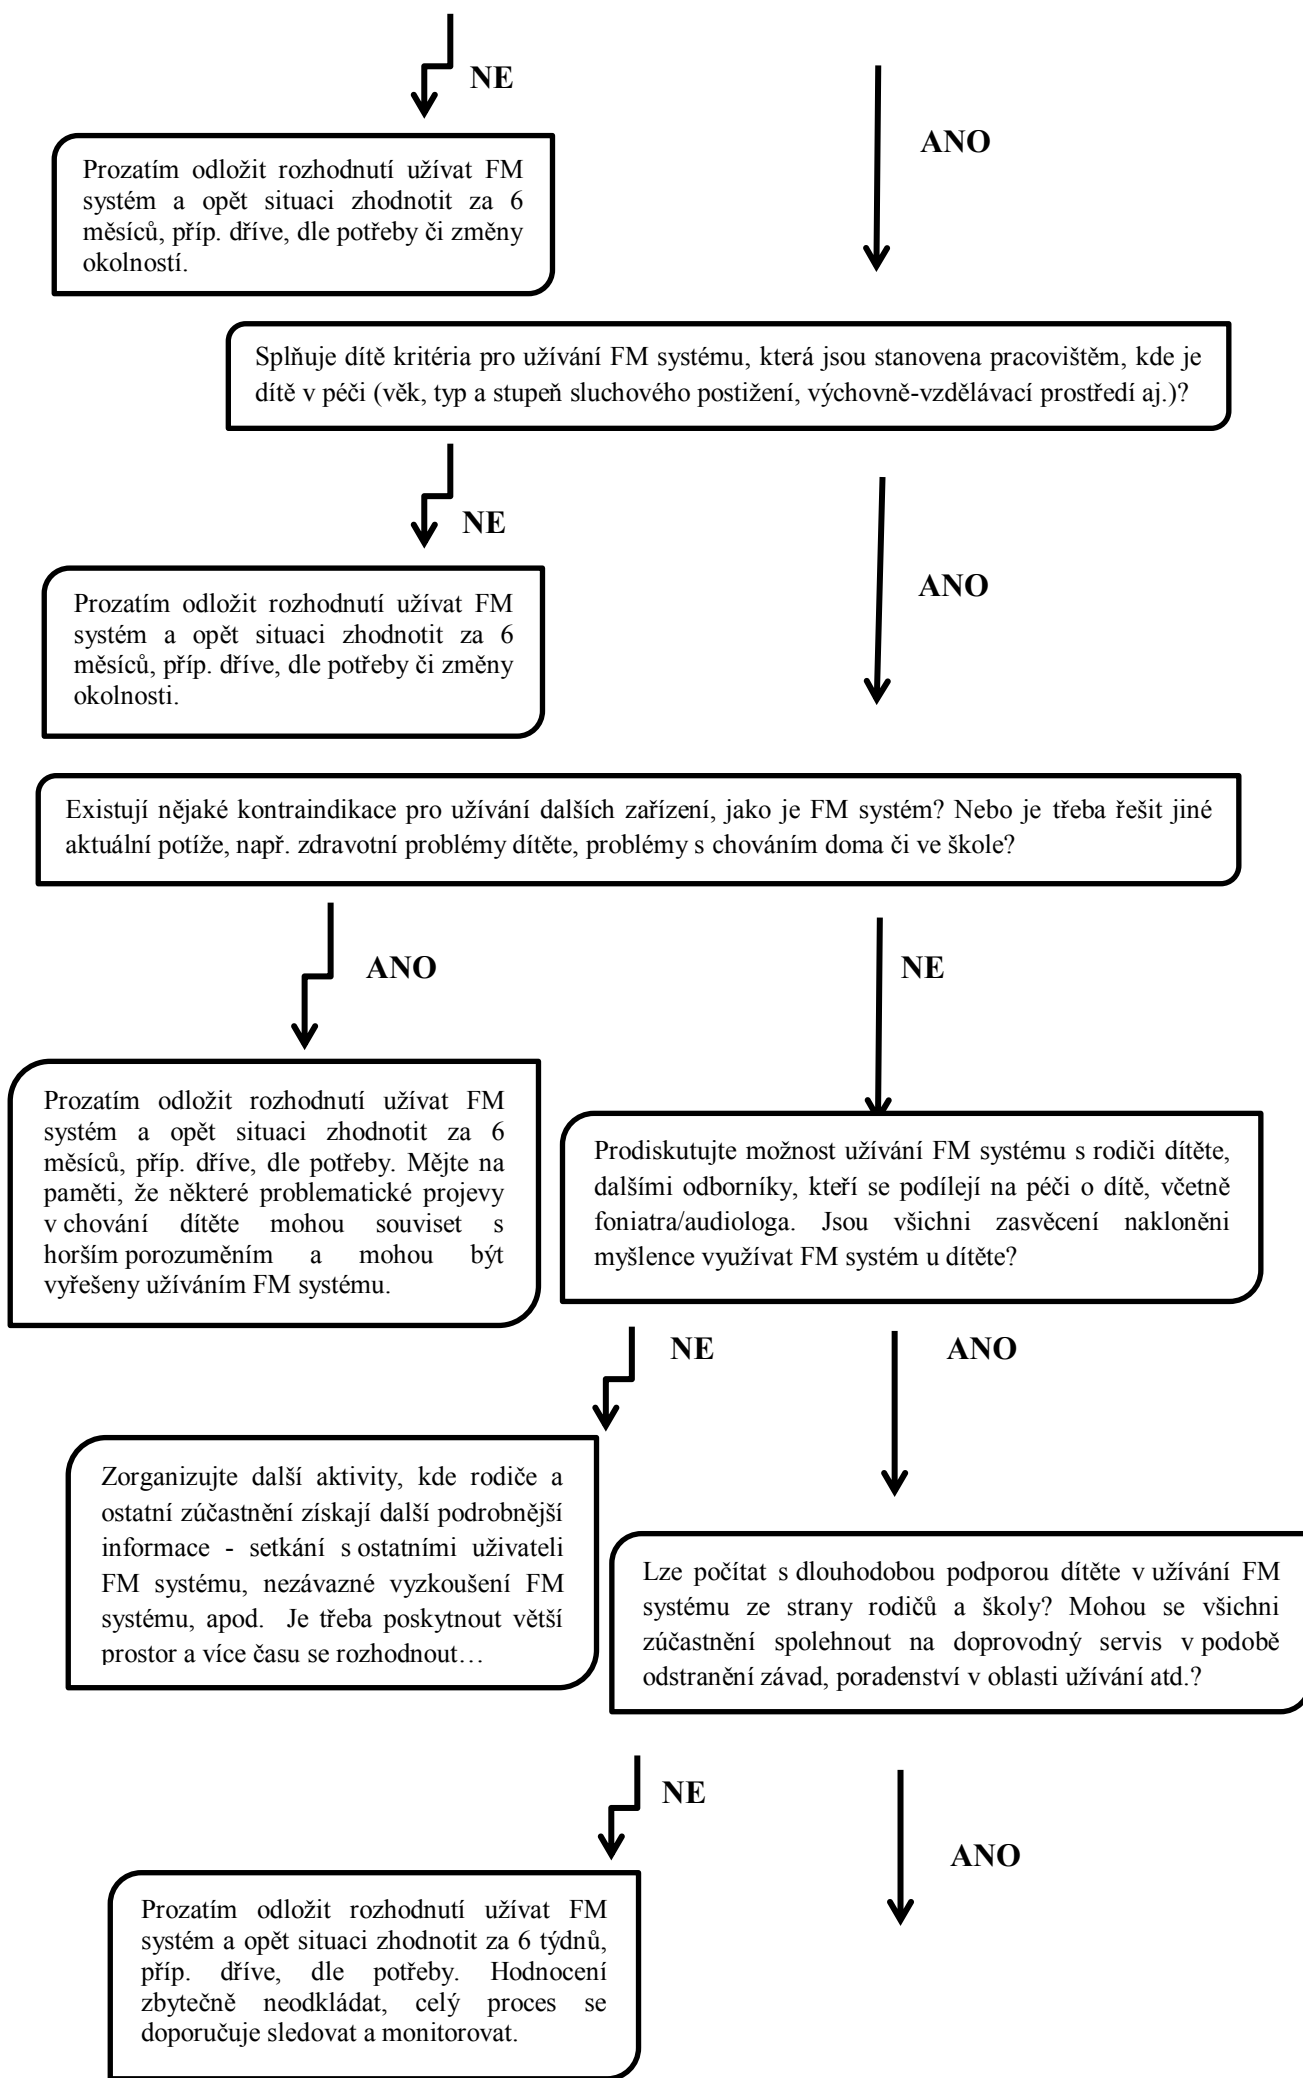 NE
ANO
Prozatím odložit rozhodnutí užívat FM
systém a opět situaci zhodnotit za 6
měsíců, příp. dříve, dle potřeby či změny
okolností.
Splňuje dítě kritéria pro užívání FM systému, která jsou stanovena pracovištěm, kde je
dítě v péči (věk, typ a stupeň sluchového postižení, výchovně-vzdělávací prostředí aj.)?
NE
ANO
Prozatím odložit rozhodnutí užívat FM
systém a opět situaci zhodnotit za 6
měsíců, příp. dříve, dle potřeby či změny
okolnosti.
Existují nějaké kontraindikace pro užívání dalších zařízení, jako je FM systém? Nebo je třeba řešit jiné
aktuální potíže, např. zdravotní problémy dítěte, problémy s chováním doma či ve škole?
ANO
NE
Prozatím odložit rozhodnutí užívat FM
systém a opět situaci zhodnotit za 6
měsíců, příp. dříve, dle potřeby. Mějte na
paměti, že některé problematické projevy
v chování dítěte mohou souviset s
horším porozuměním a mohou být
vyřešeny užíváním FM systému.
Prodiskutujte možnost užívání FM systému s rodiči dítěte,
dalšími odborníky, kteří se podílejí na péči o dítě, včetně
foniatra/audiologa. Jsou všichni zasvěcení nakloněni
myšlence využívat FM systém u dítěte?
NE
ANO
Zorganizujte další aktivity, kde rodiče a
ostatní zúčastnění získají další podrobnější
informace - setkání s ostatními uživateli
FM systému, nezávazné vyzkoušení FM
systému, apod. Je třeba poskytnout větší
prostor a více času se rozhodnout…
Lze počítat s dlouhodobou podporou dítěte v užívání FM
systému ze strany rodičů a školy? Mohou se všichni
zúčastnění spolehnout na doprovodný servis v podobě
odstranění závad, poradenství v oblasti užívání atd.?
NE
ANO
Prozatím odložit rozhodnutí užívat FM
systém a opět situaci zhodnotit za 6 týdnů,
příp. dříve, dle potřeby. Hodnocení
zbytečně neodkládat, celý proces se
doporučuje sledovat a monitorovat.